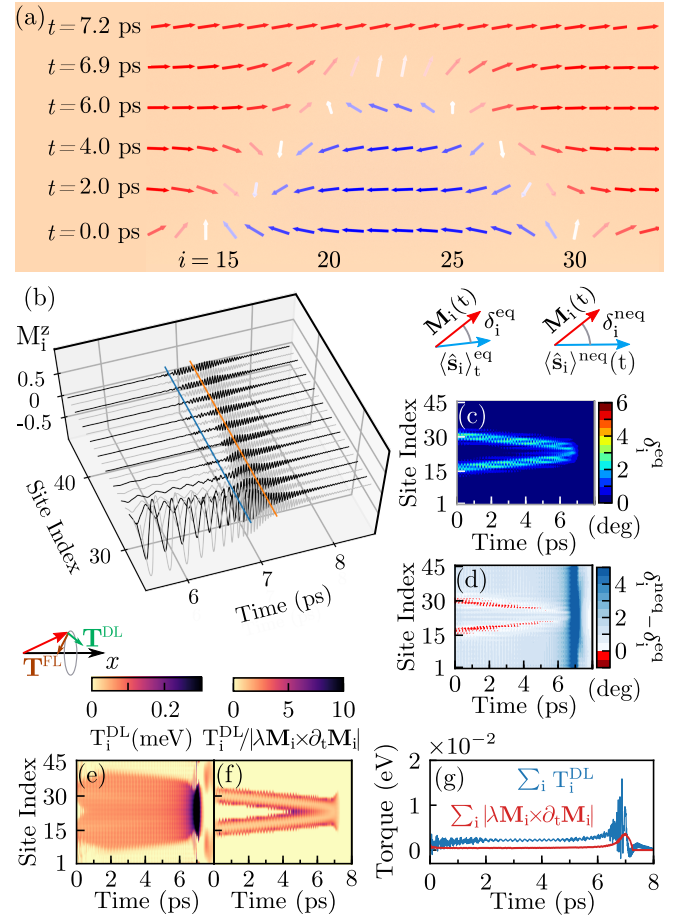 (a)
t = 7.2 ps
t = 6.9 ps
t = 6.0 ps
t = 4.0 ps
t = 2.0 ps
t = 0.0 ps
i = 15 20 25 30
(b)
M_i^z
0.5
0
-0.5
40
30
Site Index
6
7
8
Time (ps)
M_i(t) δ_i^eq
⟨ŝ_i⟩_t^eq
M_i(t) δ_i^neq
⟨ŝ_i⟩^neq(t)
(c)
45
30
15
1
Site Index
0 2 4 6
Time (ps)
6
4
2
0
δ_i^eq
(deg)
(d)
45
30
15
1
Site Index
0 2 4 6
Time (ps)
4
2
0
δ_i^neq − δ_i^eq
(deg)
T^DL
T^FL
x
0 0.2
T_i^DL(meV)
0 5 10
T_i^DL/|λM_i×∂_tM_i|
(e)
45
30
15
1
Site Index
0 2 4 6
Time (ps)
(f)
0 2 4 6 8
Time (ps)
×10^−2
(g)
∑_i T_i^DL
∑_i |λM_i×∂_tM_i|
Torque (eV)
2
1
0
0 2 4 6 8
Time (ps)